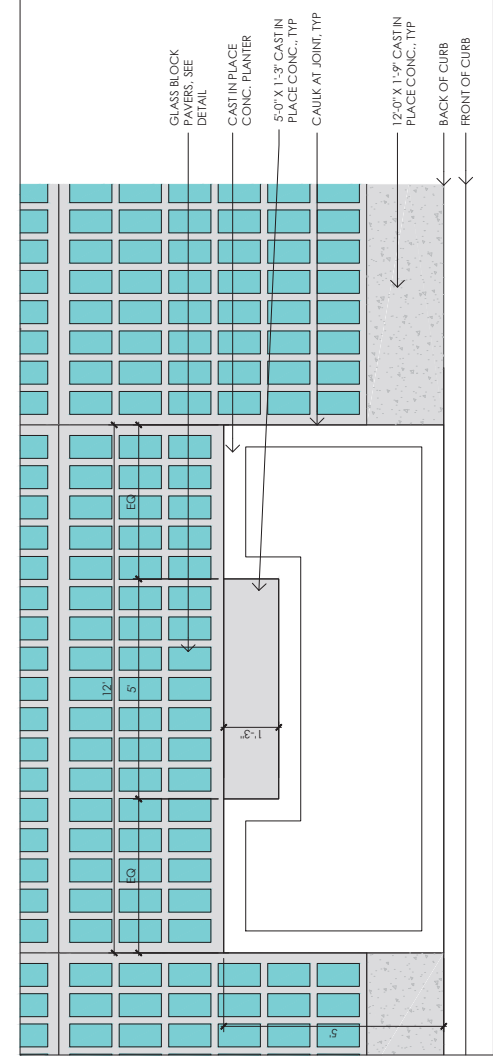 GLASS BLOCK
PAVERS, SEE
DETAIL
CAST IN PLACE
CONC. PLANTER
5'-0" X 1'-3" CAST IN
PLACE CONC., TYP
CAULK AT JOINT, TYP
12'-0" X 1'-9" CAST IN
PLACE CONC., TYP
BACK OF CURB
FRONT OF CURB
12'
EQ
5'
EQ
1'-3"
5'